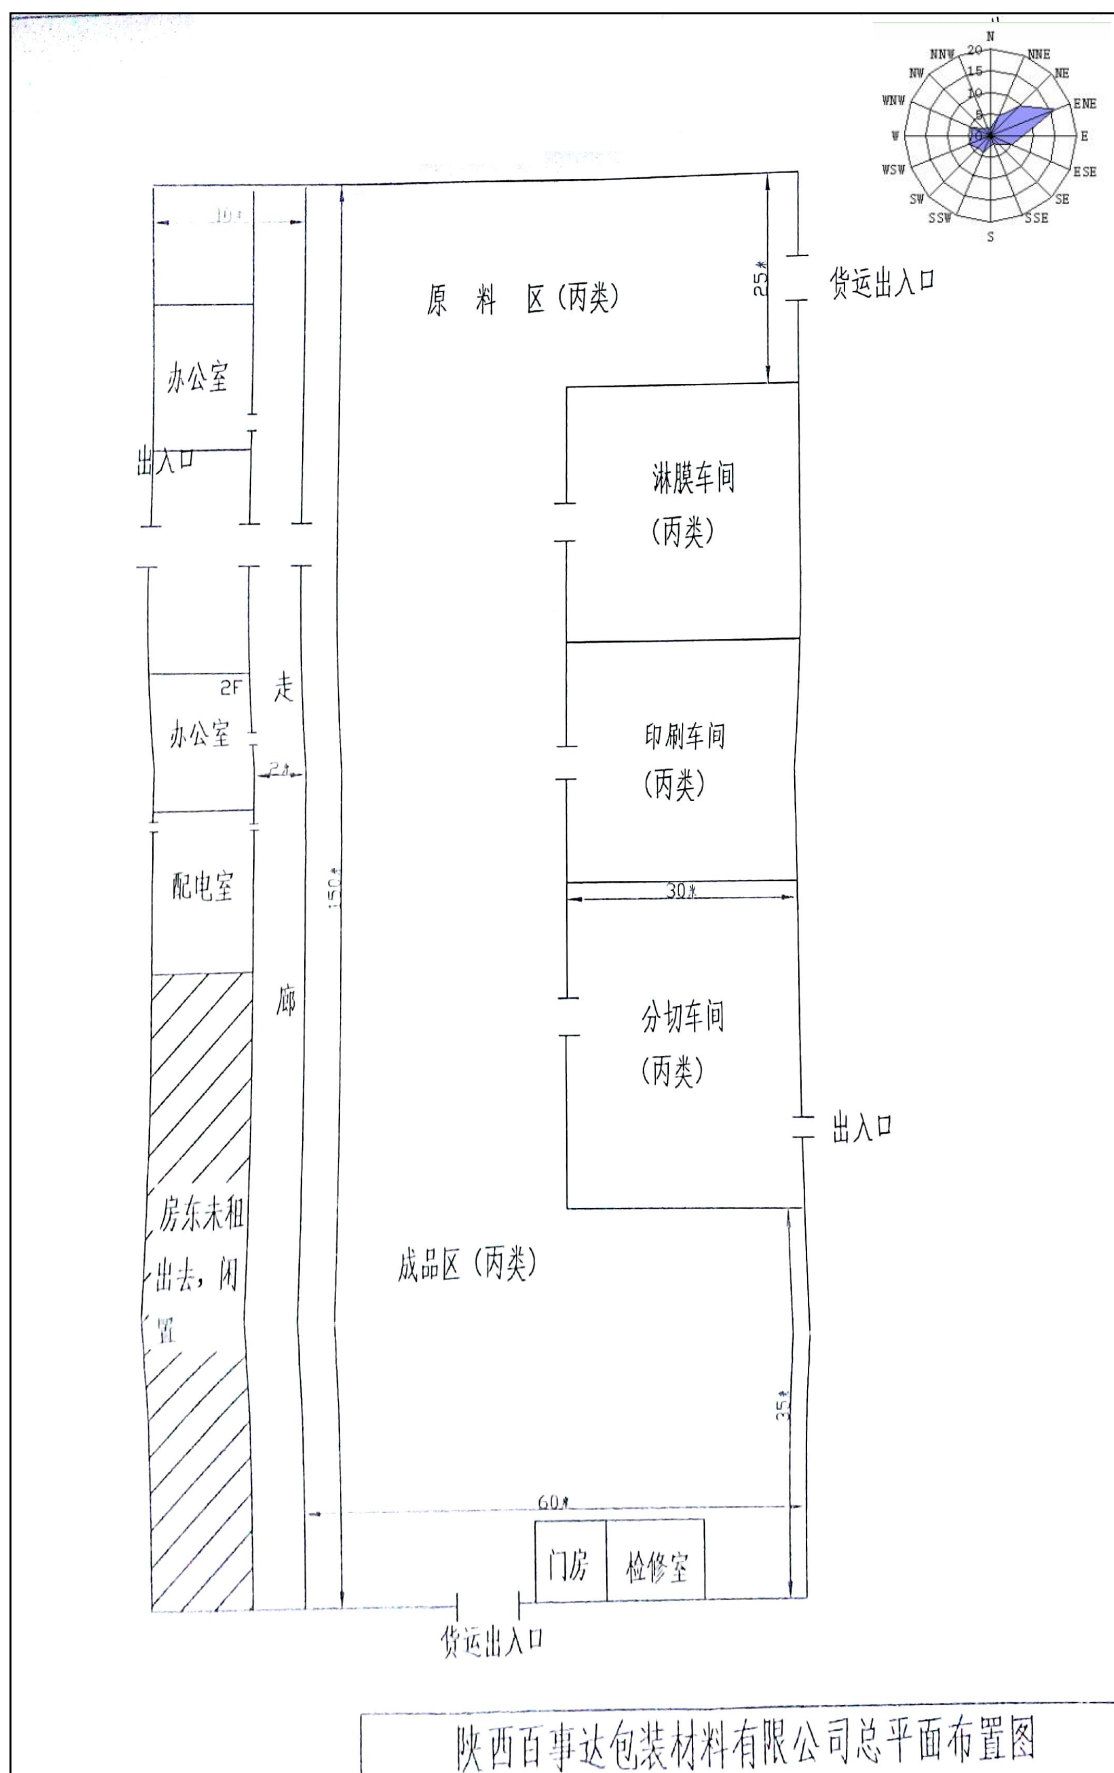 N
NNW
20
NNE
NW
15
NE
WNW
10
ENE
5
W
0
E
WSW
ESE
SW
SE
SSW
SSE
S
10米
25米
原 料 区(丙类)
货运出入口
办公室
出入口
淋膜车间
(丙类)
2F
走
办公室
印刷车间
(丙类)
2米
配电室
150米
30米
廊
分切车间
(丙类)
出入口
房东未租
出去,闲
置
成品区(丙类)
35米
60米
门房
检修室
货运出入口
陕西百事达包装材料有限公司总平面布置图